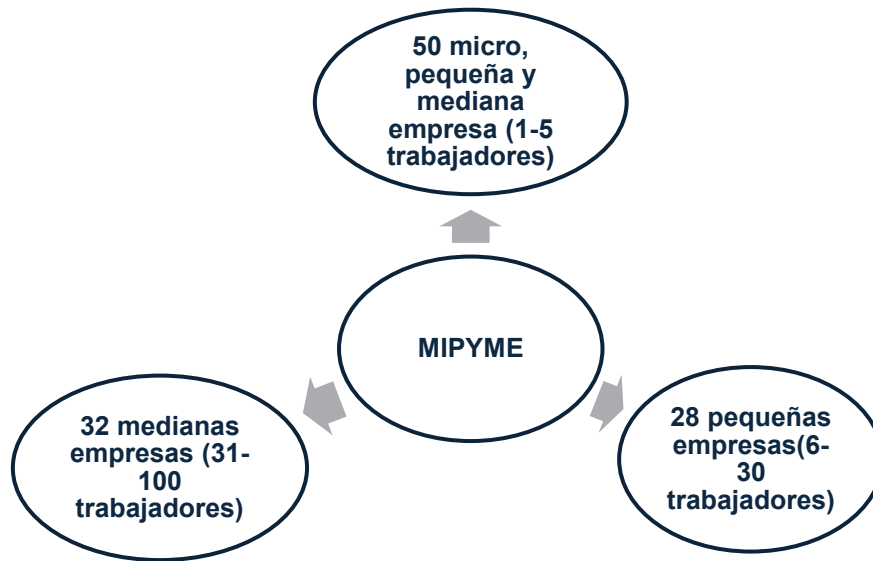 50 micro,
pequeña y
mediana
empresa (1-5
trabajadores)
MIPYME
32 medianas
empresas (31-
100
trabajadores)
28 pequeñas
empresas(6-
30
trabajadores)